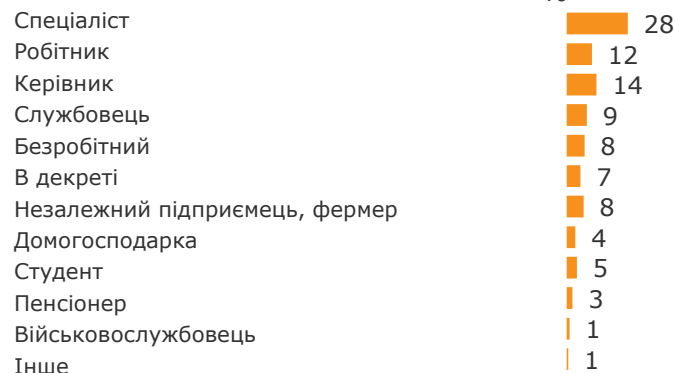 Спеціаліст 28
Робітник 12
Керівник 14
Службовець 9
Безробітний 8
В декреті 7
Незалежний підприємець, фермер 8
Домогосподарка 4
Студент 5
Пенсіонер 3
Військовослужбовець 1
Інше 1